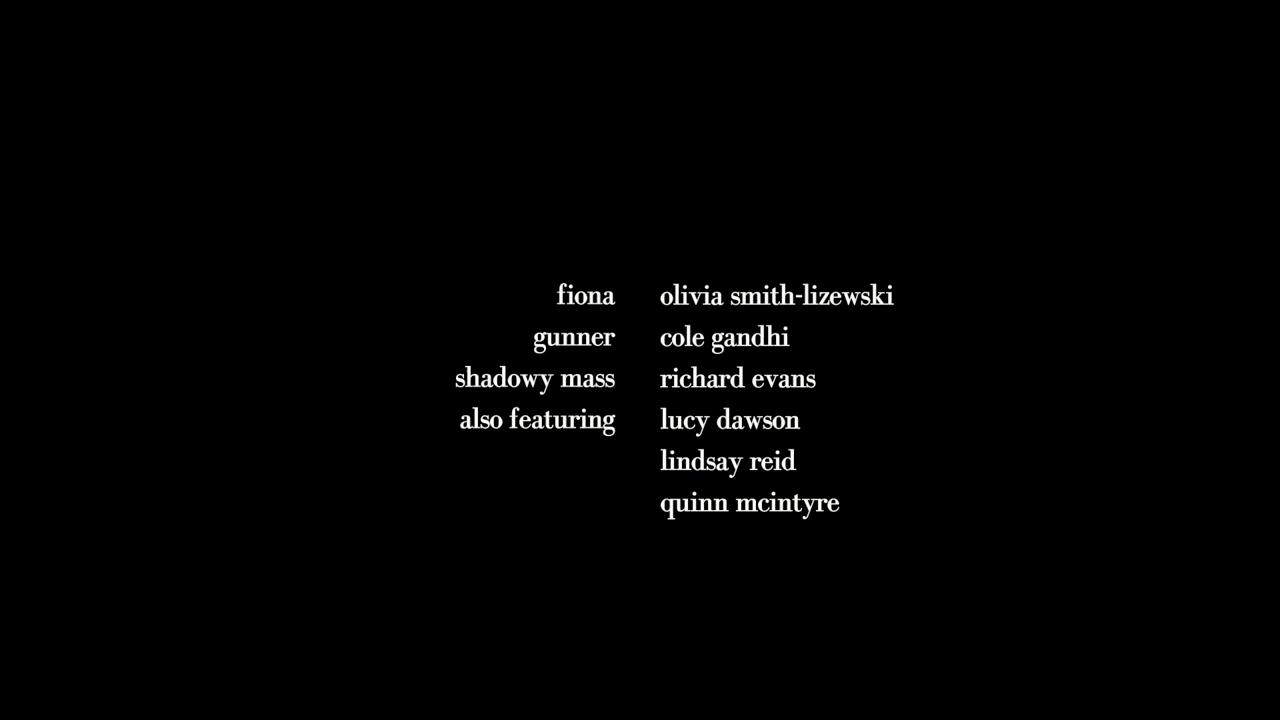 fiona olivia smith-lizewski
gunner cole gandhi
shadowy mass richard evans
also featuring lucy dawson
lindsay reid
quinn mcintyre